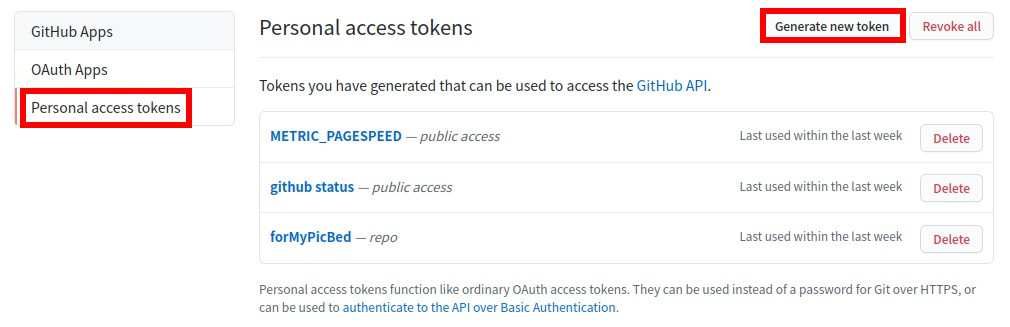 GitHub Apps
OAuth Apps
Personal access tokens
Personal access tokens
Generate new token
Revoke all
Tokens you have generated that can be used to access the GitHub API.
METRIC_PAGESPEED — public access
Last used within the last week
Delete
github status — public access
Last used within the last week
Delete
forMyPicBed — repo
Last used within the last week
Delete
Personal access tokens function like ordinary OAuth access tokens. They can be used instead of a password for Git over HTTPS, or
can be used to authenticate to the API over Basic Authentication.